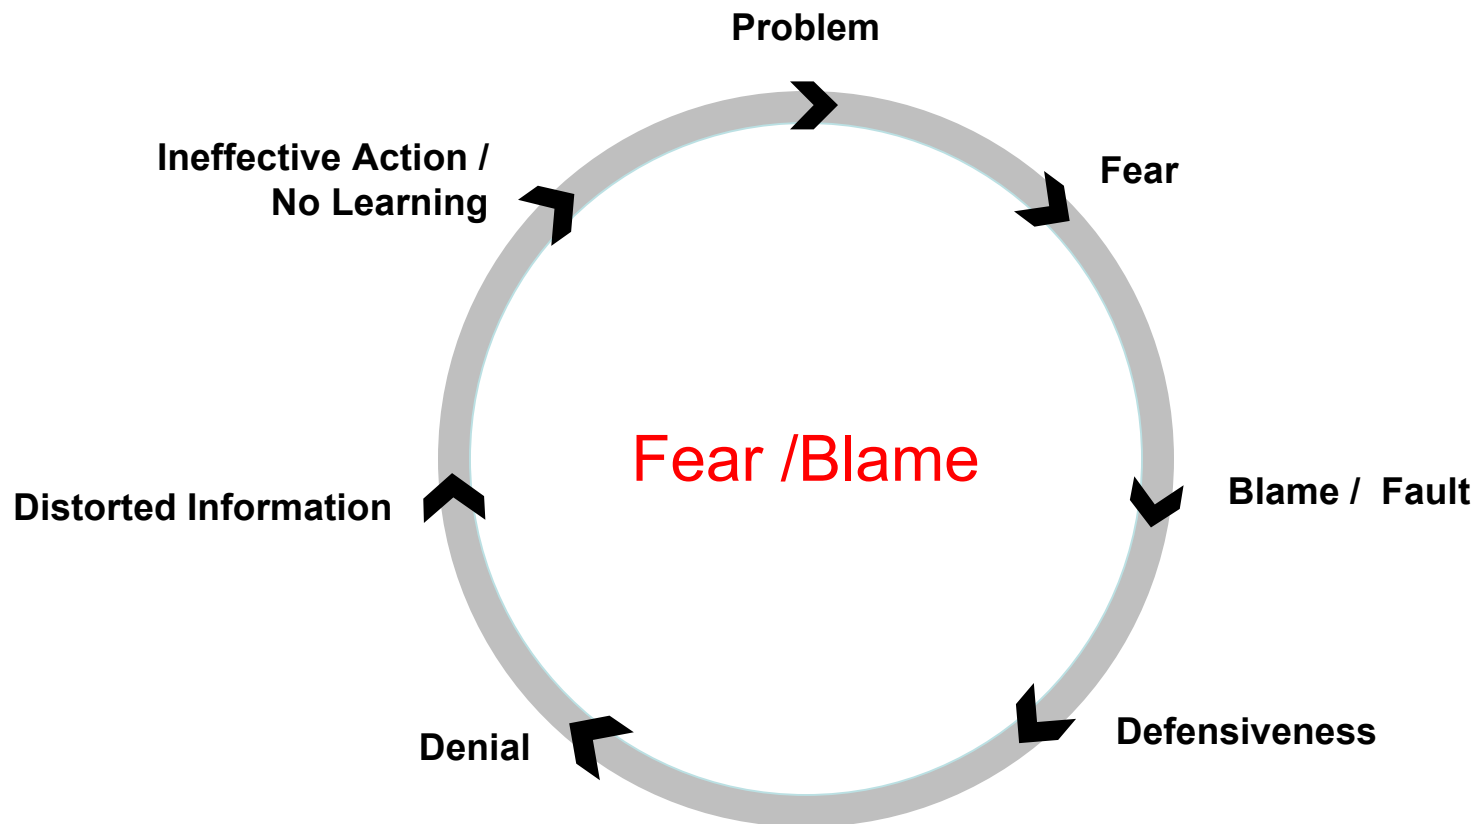 Problem
Fear
Blame /  Fault
Defensiveness
Denial
Distorted Information
Ineffective Action /
No Learning
Fear /Blame